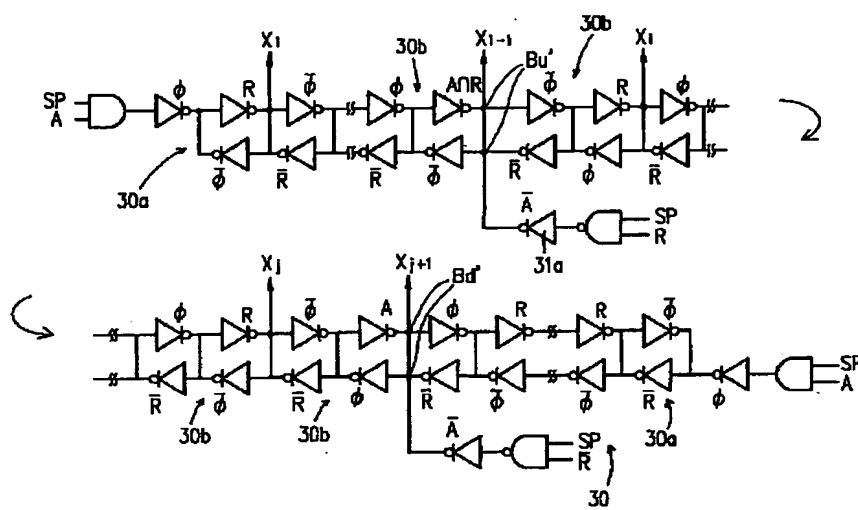 X1 30b Xi-1 30b Xi
Bu'
SP A ϕ R ϕ̅ ϕ A∩R ϕ̅ R ϕ
ϕ̅ R̅ R̅ ϕ̅ R̅ ϕ R̅
30a
A̅ SP R
31a
Xj Xj+1 Bd'
ϕ R ϕ̅ A ϕ R R ϕ̅
R̅ ϕ̅ R̅ ϕ R̅ ϕ̅ ϕ̅ R̅ ϕ SP A
30b 30b 30a
A̅ SP R̅
30